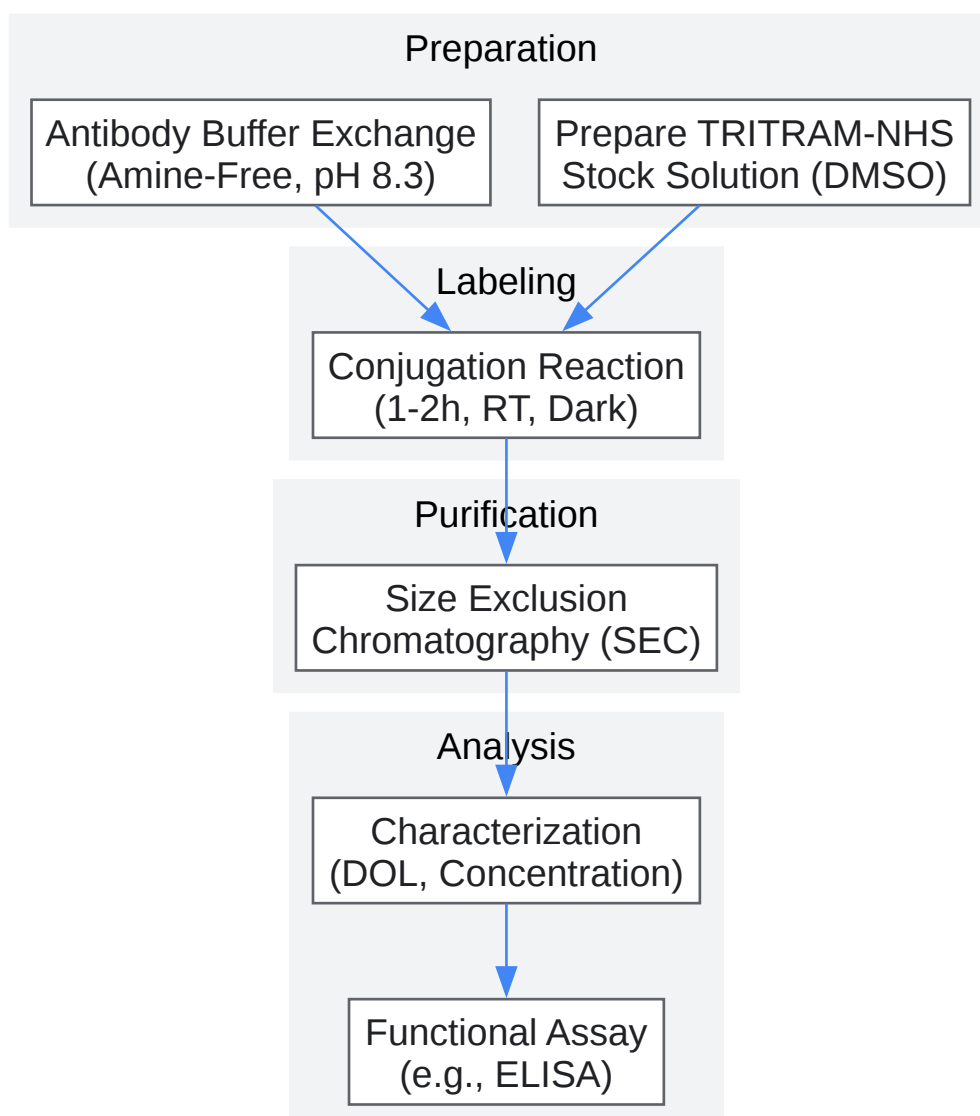 Preparation
Antibody Buffer Exchange
(Amine-Free, pH 8.3)
Prepare TRITRAM-NHS
Stock Solution (DMSO)
Labeling
Conjugation Reaction
(1-2h, RT, Dark)
Purification
Size Exclusion
Chromatography (SEC)
Analysis
Characterization
(DOL, Concentration)
Functional Assay
(e.g., ELISA)